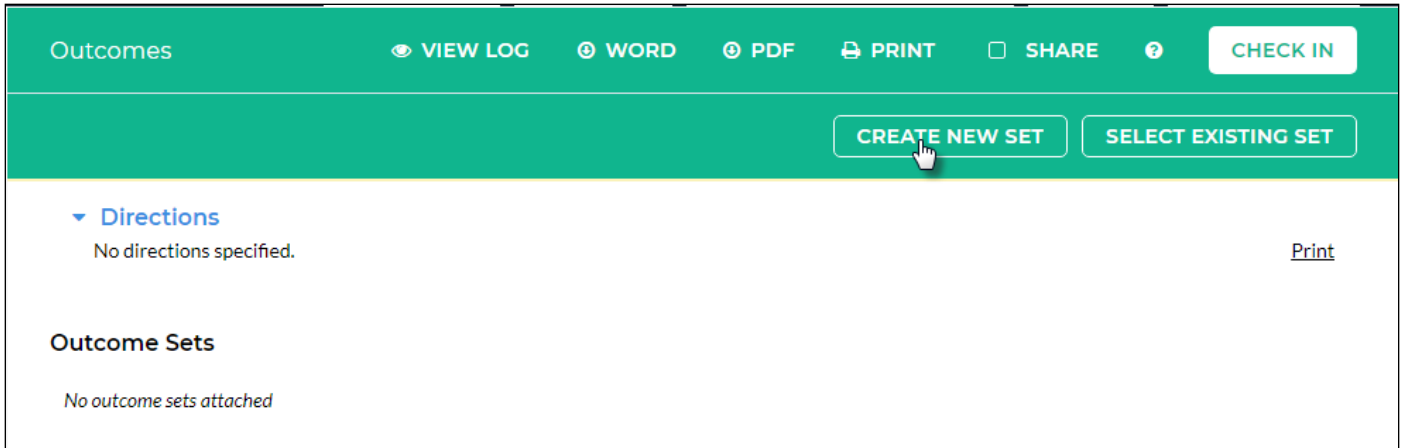 Outcomes VIEW LOG WORD PDF PRINT SHARE ? CHECK IN
CREATE NEW SET SELECT EXISTING SET
Directions
No directions specified. Print
Outcome Sets
No outcome sets attached